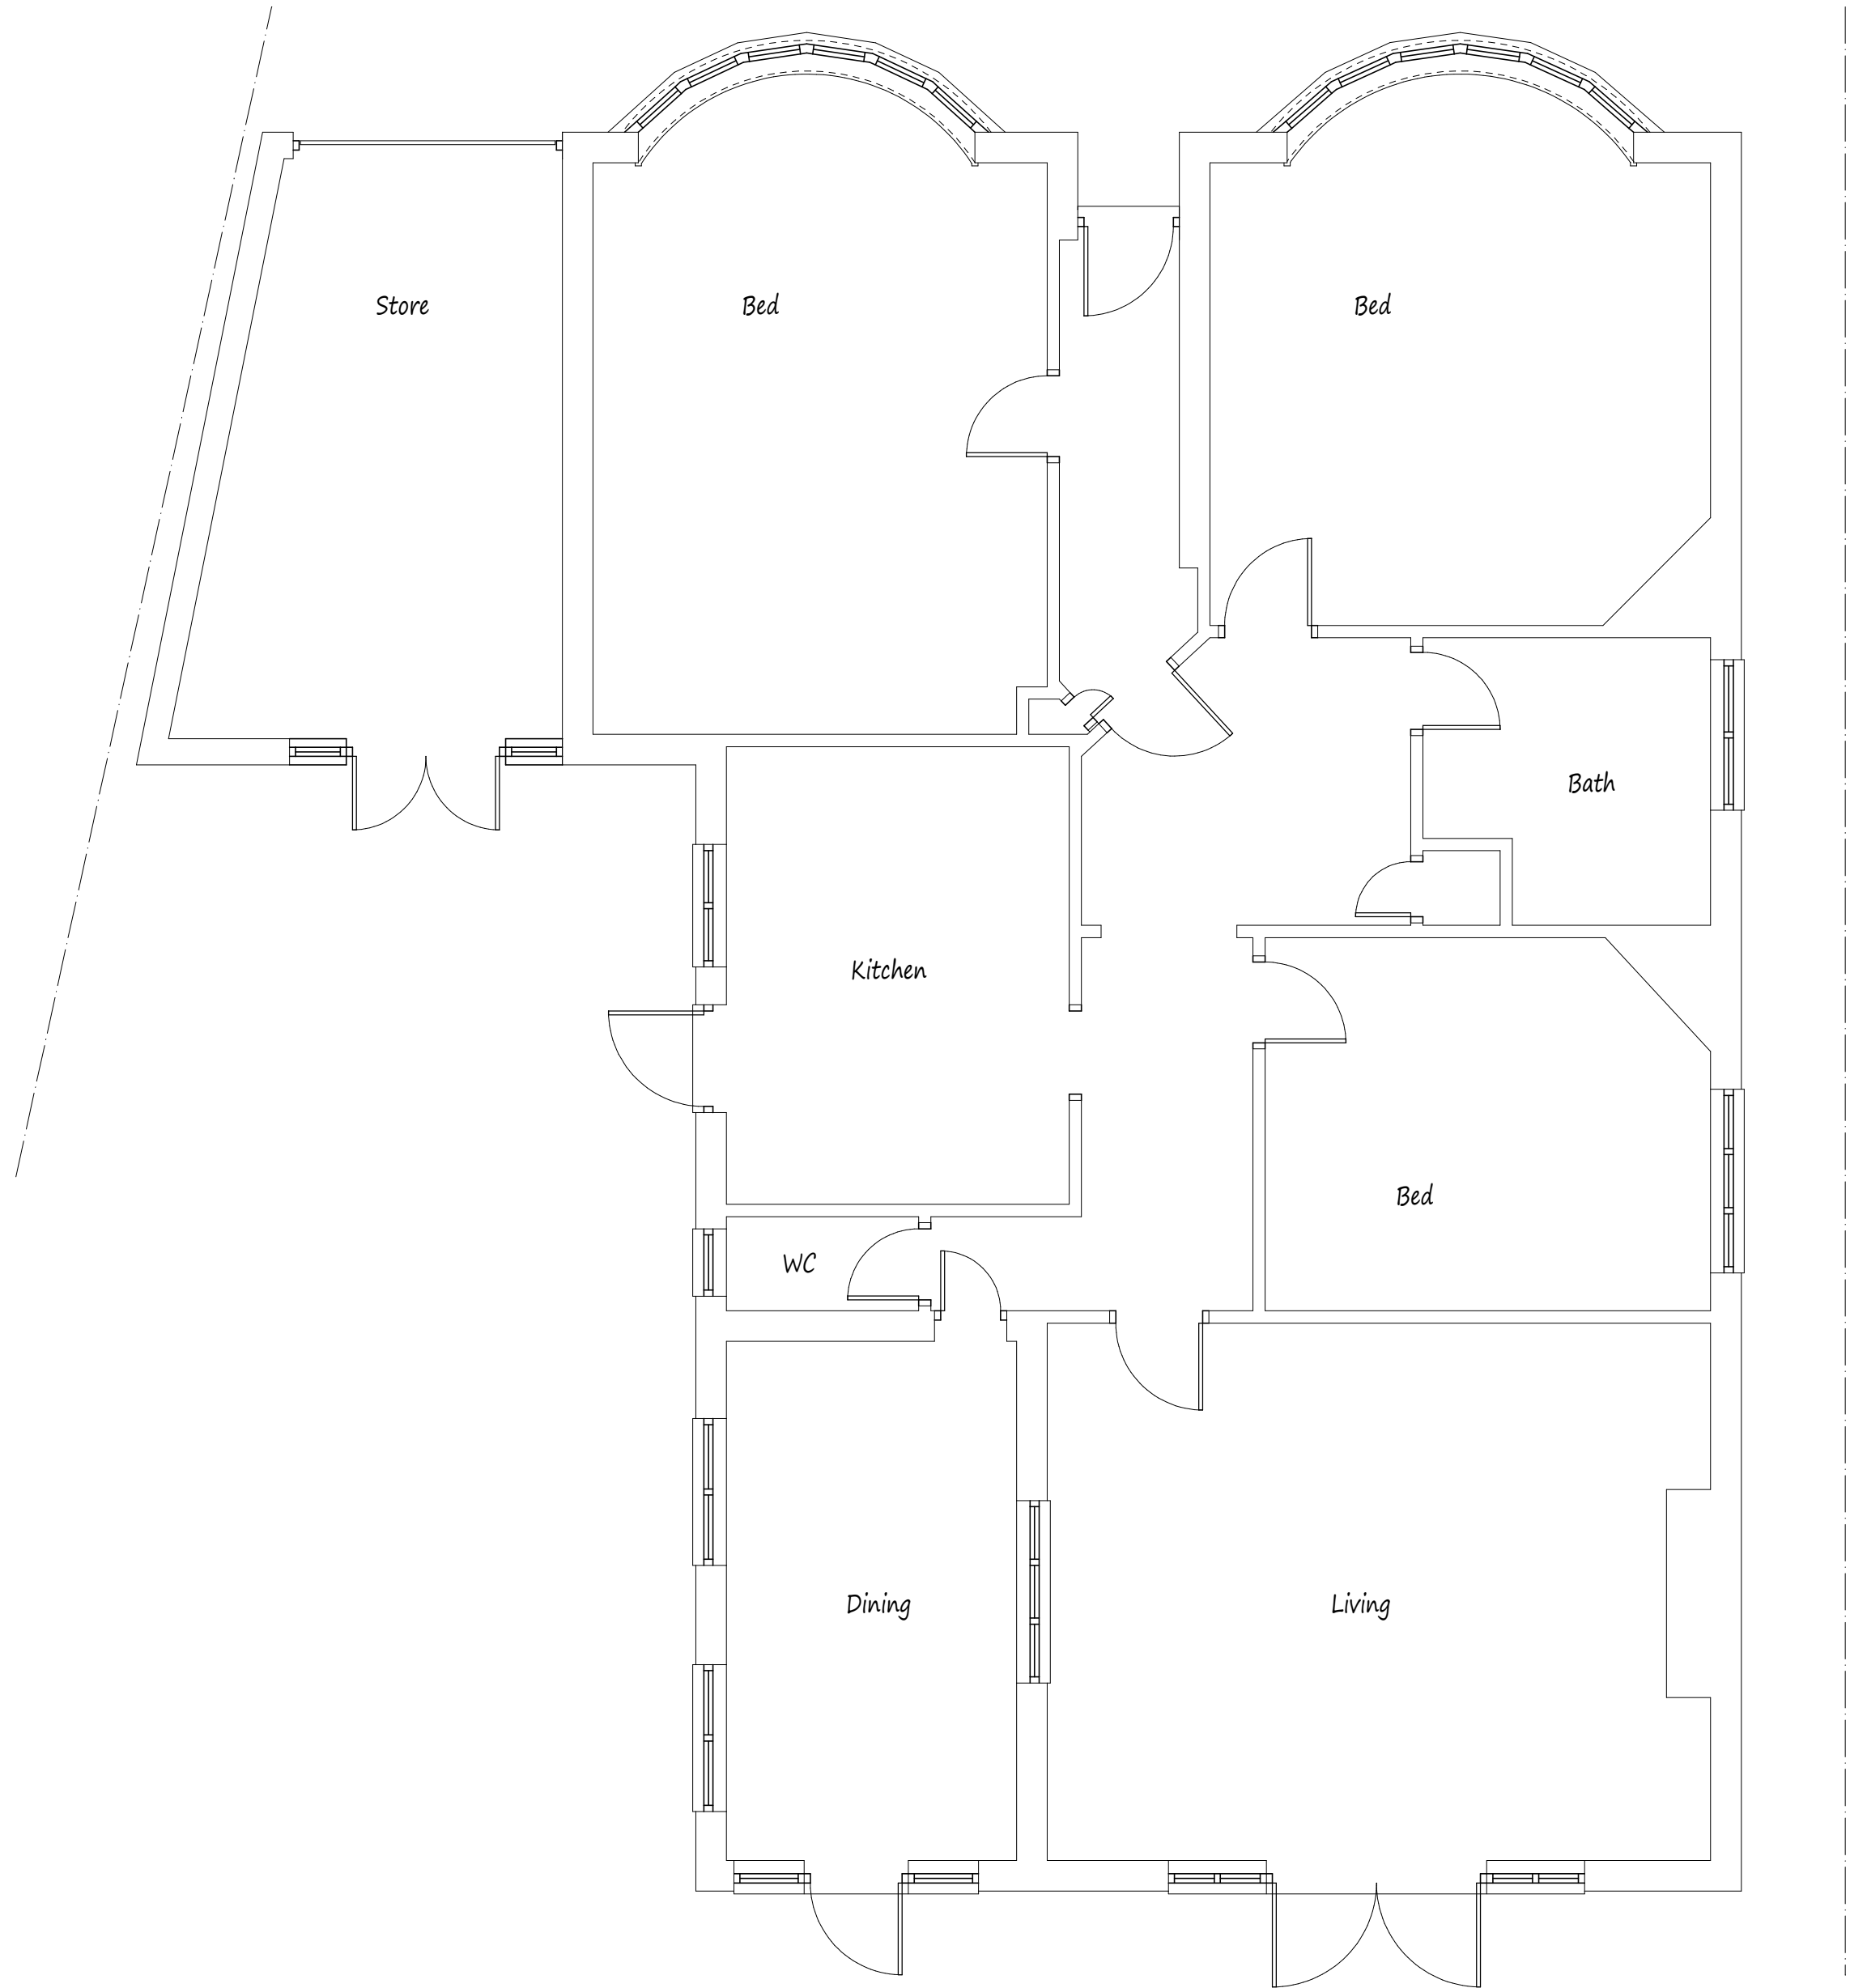 Store
Bed
Bed
Bath
Kitchen
Bed
WC
Dining
Living